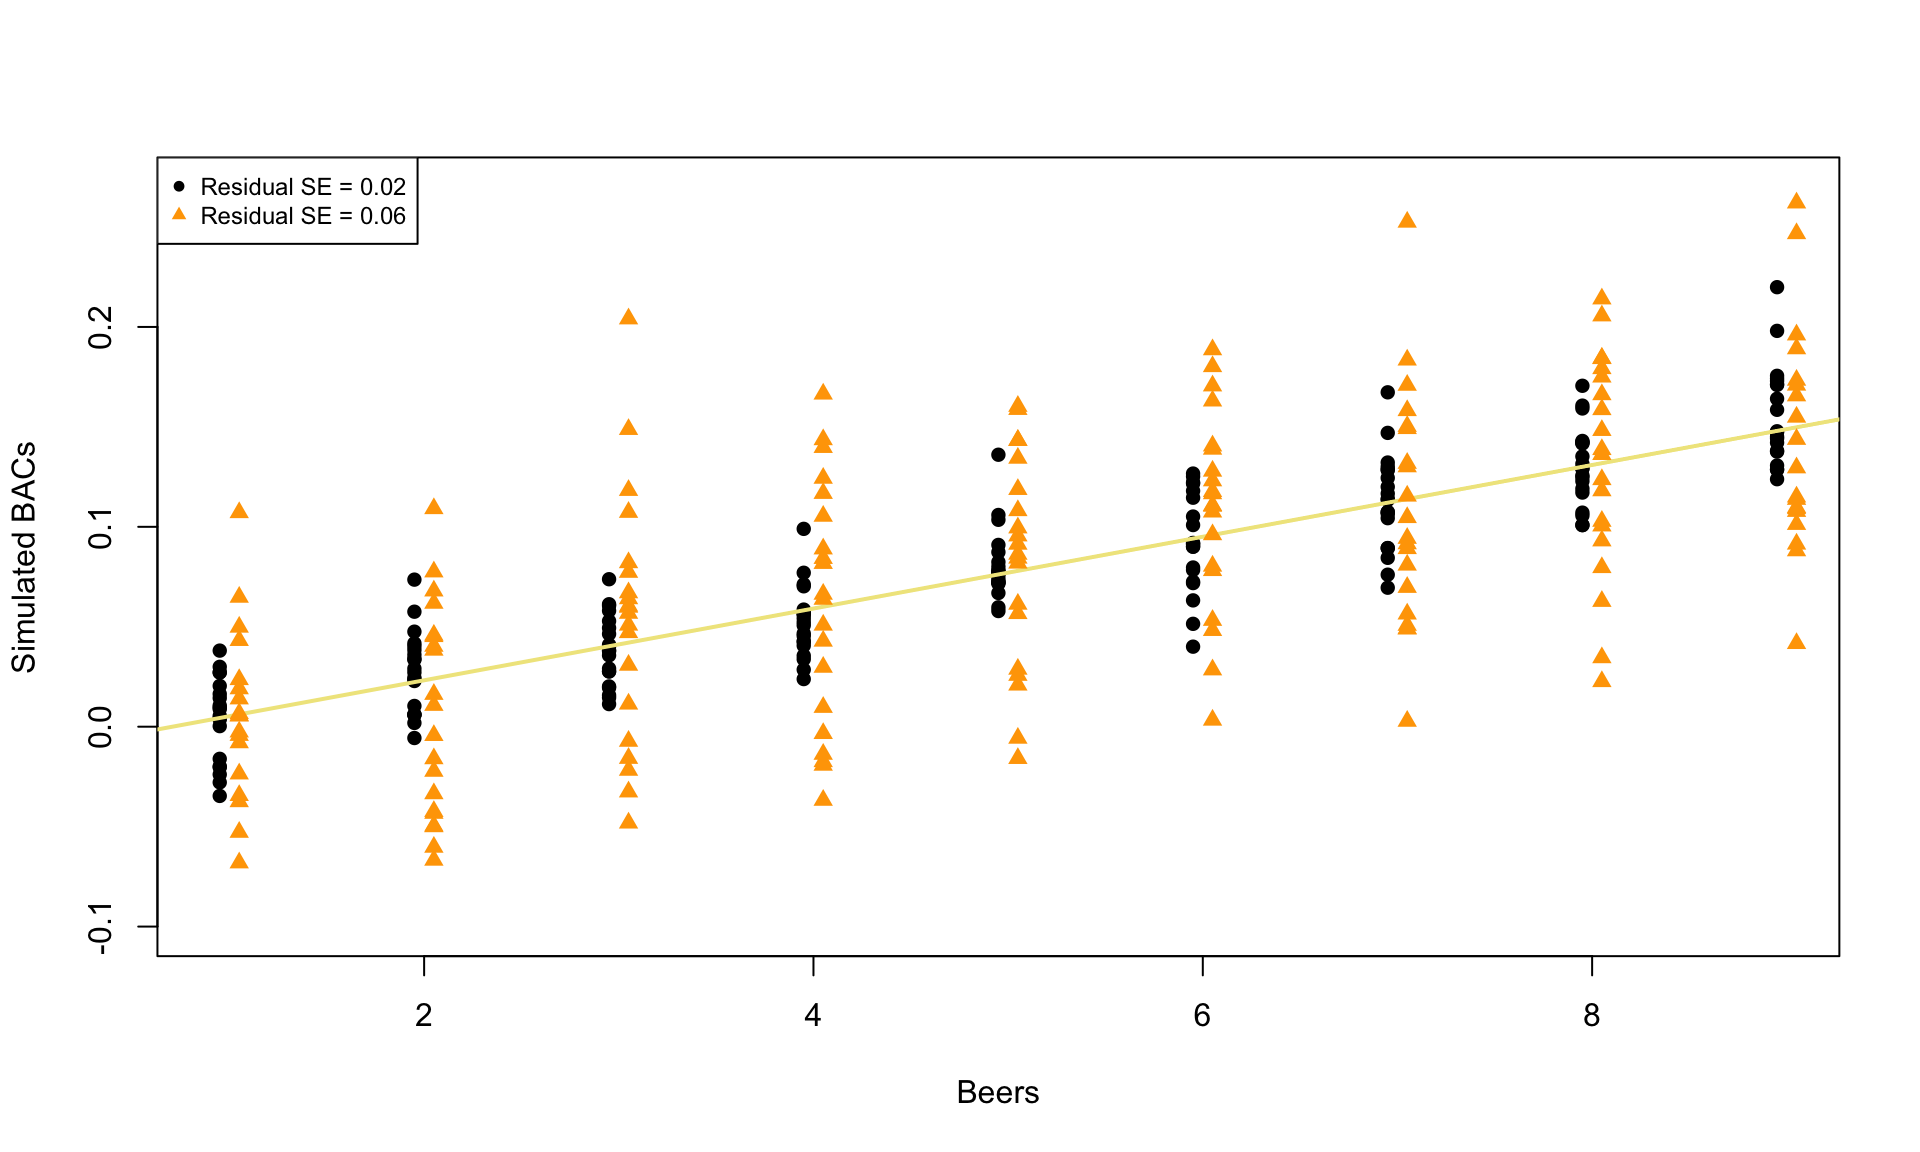 Residual SE = 0.02
Residual SE = 0.06
Simulated BACs
0.2
0.1
0.0
-0.1
2 4 6 8
Beers